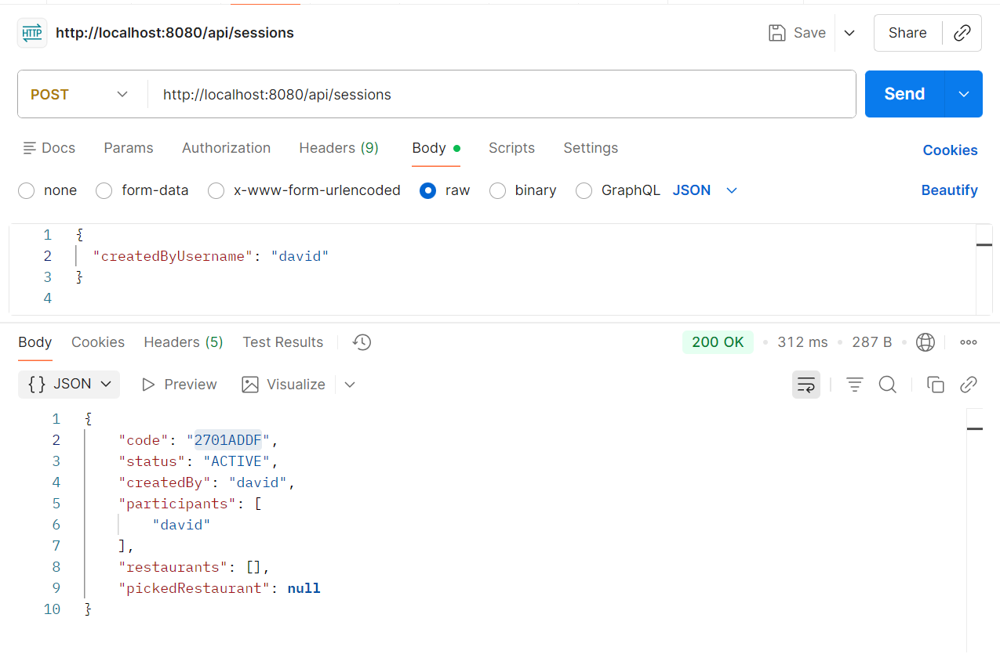 HTTP http://localhost:8080/api/sessions Save Share
POST http://localhost:8080/api/sessions Send
Docs Params Authorization Headers (9) Body Scripts Settings Cookies
none form-data x-www-form-urlencoded raw binary GraphQL JSON Beautify
1 {
2 "createdByUsername": "david"
3 }
4
Body Cookies Headers (5) Test Results 200 OK 312 ms 287 B
{} JSON Preview Visualize
1 {
2 "code": "2701ADDF",
3 "status": "ACTIVE",
4 "createdBy": "david",
5 "participants": [
6 "david"
7 ],
8 "restaurants": [],
9 "pickedRestaurant": null
10 }